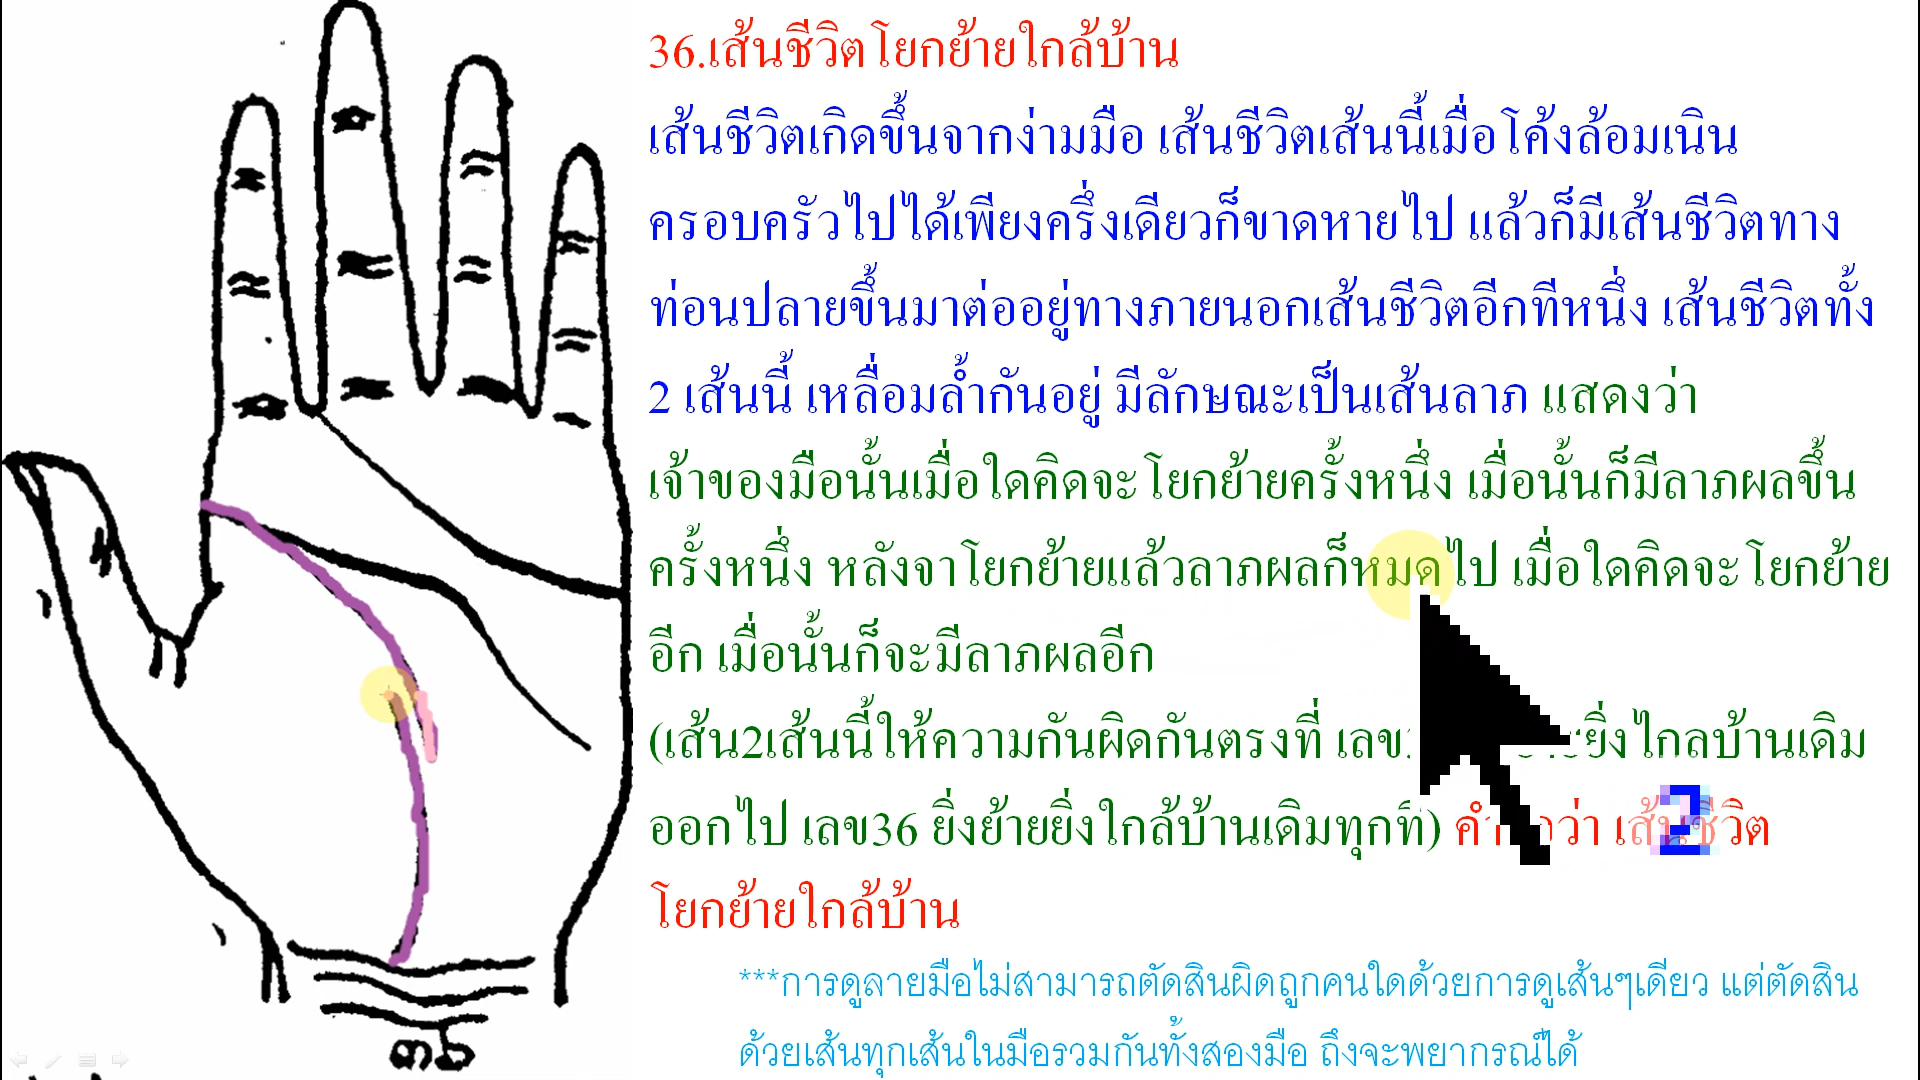 36.เส้นชีวิตโยกย้ายใกล้บ้าน
เส้นชีวิตเกิดขึ้นจากง่ามมือ เส้นชีวิตเส้นนี้เมื่อโค้งล้อมเนิน
ครอบครัวไปได้เพียงครึ่งเดียวก็ขาดหายไป แล้วก็มีเส้นชีวิตทาง
ท่อนปลายขึ้นมาต่ออยู่ทางภายนอกเส้นชีวิตอีกทีหนึ่ง เส้นชีวิตทั้ง
2 เส้นนี้ เหลื่อมล้ำกันอยู่ มีลักษณะเป็นเส้นลาภ แสดงว่า
เจ้าของมือนั้นเมื่อใดคิดจะโยกย้ายครั้งหนึ่ง เมื่อนั้นก็มีลาภผลขึ้น
ครั้งหนึ่ง หลังจาโยกย้ายแล้วลาภผลก็หมดไป เมื่อใดคิดจะโยกย้าย
อีก เมื่อนั้นก็จะมีลาภผลอีก
(เส้น2เส้นนี้ให้ความกันผิดกันตรงที่ เลข ยิ่งไกลบ้านเดิม
ออกไป เลข36 ยิ่งย้ายยิ่งใกล้บ้านเดิมทุกที) ว่า เส้นชีวิต
2
โยกย้ายใกล้บ้าน
***การดูลายมือไม่สามารถตัดสินผิดถูกคนใดด้วยการดูเส้นๆเดียว แต่ตัดสิน
ด้วยเส้นทุกเส้นในมือรวมกันทั้งสองมือ ถึงจะพยากรณ์ได้
๓๖